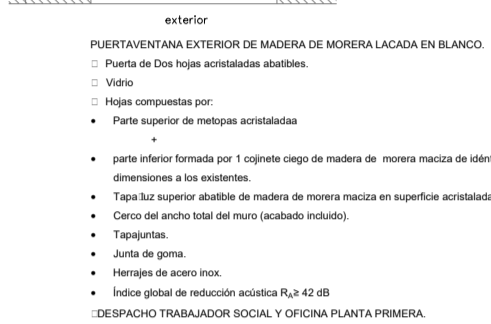 exterior
PUERTAVENTANA EXTERIOR DE MADERA DE MORERA LACADA EN BLANCO.
□ Puerta de Dos hojas acristaladas abatibles.
□ Vidrio
□ Hojas compuestas por:
• Parte superior de metopas acristaladaa
+
• parte inferior formada por 1 cojinete ciego de madera de morera maciza de idént
dimensiones a los existentes.
• Tapa□luz superior abatible de madera de morera maciza en superficie acristalada
• Cerco del ancho total del muro (acabado incluido).
• Tapajuntas.
• Junta de goma.
• Herrajes de acero inox.
• Índice global de reducción acústica RA≥ 42 dB
□DESPACHO TRABAJADOR SOCIAL Y OFICINA PLANTA PRIMERA.